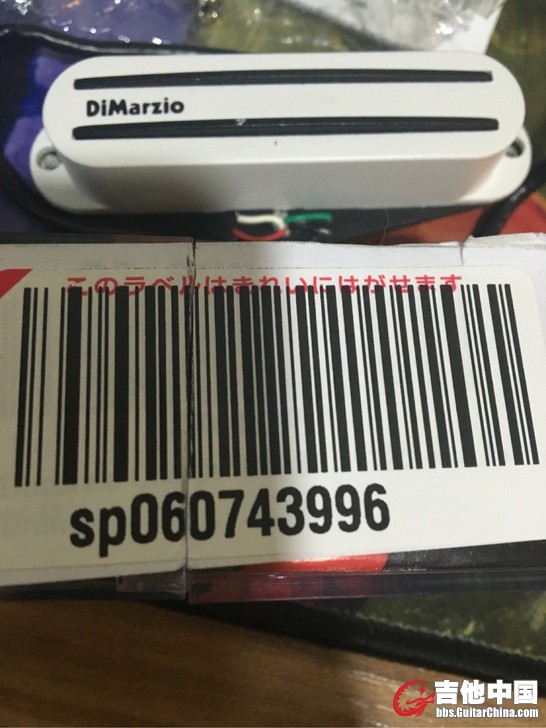 DiMarzio
このラベルはきれいにはがせます
sp060743996
吉他中国
bbs.GuitarChina.com